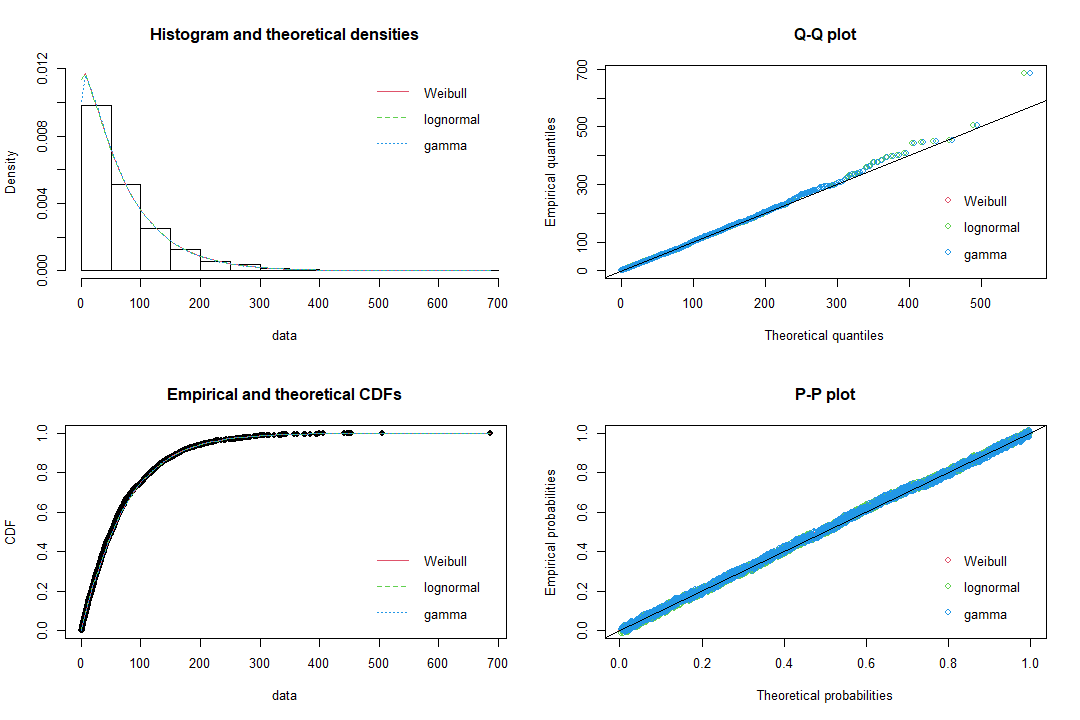 Histogram and theoretical densities
Density
0.000 0.004 0.008 0.012
0 100 200 300 400 500 600 700
data
Weibull
lognormal
gamma
Q-Q plot
Empirical quantiles
0 100 300 500 700
0 100 200 300 400 500
Theoretical quantiles
Weibull
lognormal
gamma
Empirical and theoretical CDFs
CDF
0.0 0.2 0.4 0.6 0.8 1.0
0 100 200 300 400 500 600 700
data
Weibull
lognormal
gamma
P-P plot
Empirical probabilities
0.0 0.2 0.4 0.6 0.8 1.0
0.0 0.2 0.4 0.6 0.8 1.0
Theoretical probabilities
Weibull
lognormal
gamma